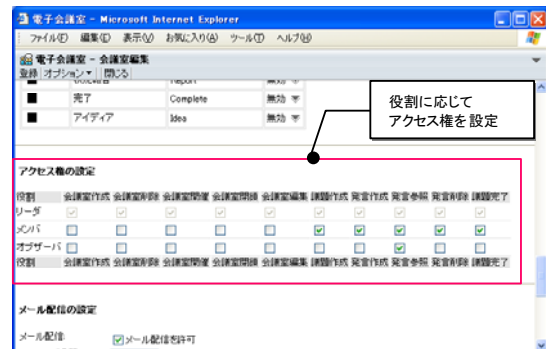 電子会議室 - Microsoft Internet Explorer
ファイル(F) 編集(E) 表示(V) お気に入り(A) ツール(T) ヘルプ(H)
電子会議室 - 会議室編集
登録 オプション▼ 閉じる
Report 無効
完了 Complete 無効
アイディア Idea 無効
役割に応じて
アクセス権を設定
アクセス権の設定
役割 会議室作成 会議室削除 会議室開催 会議室閉鎖 会議室編集 議題作成 発言作成 発言参照 発言削除 議題完了
リーダ
メンバ
オブザーバ
役割 会議室作成 会議室削除 会議室開催 会議室閉鎖 会議室編集 議題作成 発言作成 発言参照 発言削除 議題完了
メール配信の設定
メール配信: メール配信を許可